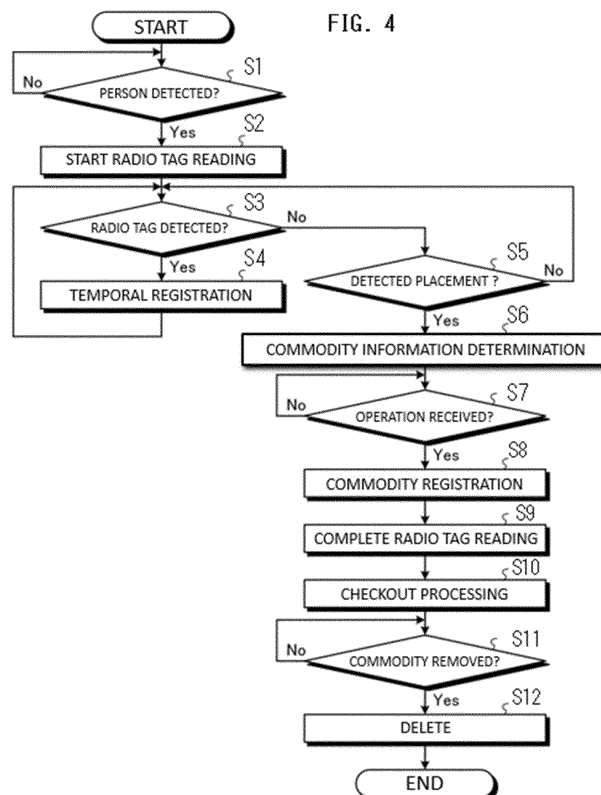 FIG. 4
START
S1
PERSON DETECTED?
No
Yes
S2
START RADIO TAG READING
S3
RADIO TAG DETECTED?
No
Yes
S4
TEMPORAL REGISTRATION
S5
DETECTED PLACEMENT ?
No
Yes
S6
COMMODITY INFORMATION DETERMINATION
S7
OPERATION RECEIVED?
No
Yes
S8
COMMODITY REGISTRATION
S9
COMPLETE RADIO TAG READING
S10
CHECKOUT PROCESSING
S11
COMMODITY REMOVED?
No
Yes
S12
DELETE
END